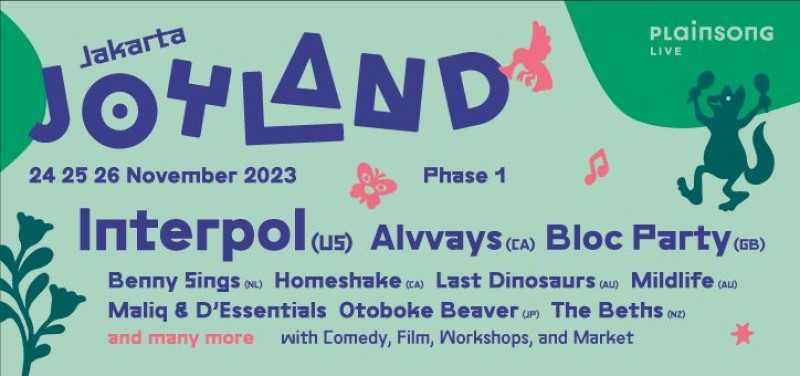 Jakarta
JOYLAND
PLAINSONG
LIVE
24 25 26 November 2023 Phase 1
Interpol (US) Alvvays (CA) Bloc Party (GB)
Benny Sings (NL) Homeshake (CA) Last Dinosaurs (AU) Mildlife (AU)
Maliq & D'Essentials Otoboke Beaver (JP) The Beths (NZ)
and many more with Comedy, Film, Workshops, and Market